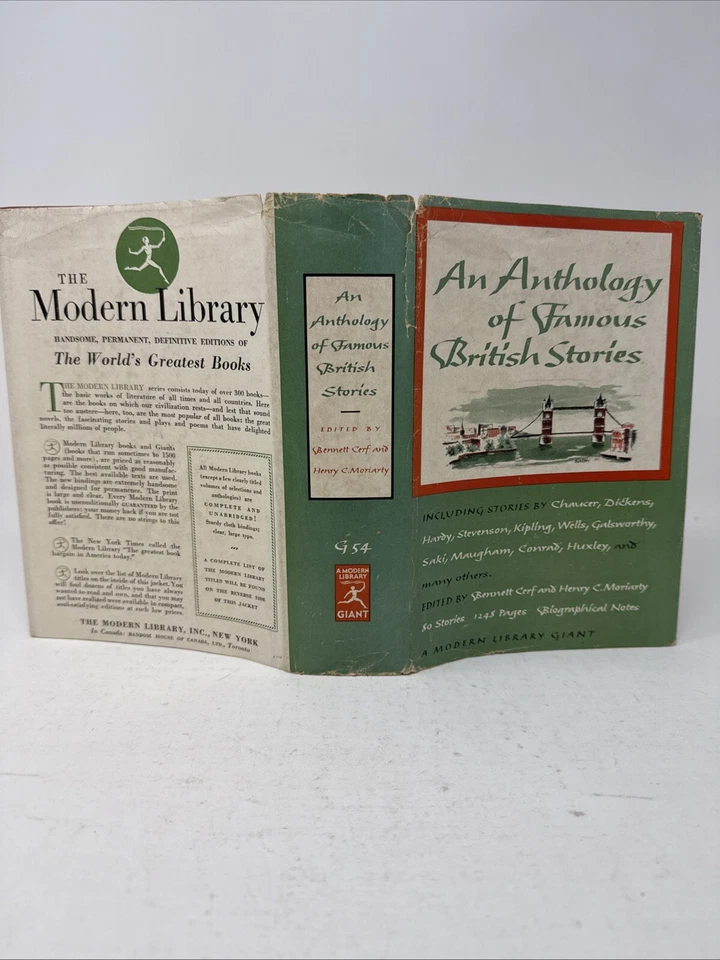 THE
Modern Library
HANDSOME, PERMANENT, DEFINITIVE EDITIONS OF
The World's Greatest Books
THE MODERN LIBRARY series consists today of over 300 books—
the basic works of literature of all times and all countries. Here
are the books on which our civilization rests—and lest that sound
too austere—here, too, are the most popular of all books: the great
novels, the fascinating stories and plays and poems that have delighted
literally millions of people.
Modern Library books and Giants
(books that run sometimes to 1500
pages and more), are priced as reasonably
as possible consistent with good manufac-
turing. The best available texts are used.
The new bindings are extremely handsome
and designed for permanence. The print
is large and clear. Every Modern Library
book is unconditionally GUARANTEED by the
publishers: your money back if you are not
fully satisfied. There are no strings to this
offer!
The New York Times called the
Modern Library "The greatest book
bargain in America today."
Look over the list of Modern Library
titles on the inside of this jacket. You
will find dozens of titles you have always
wanted to read and own, and that you may
not have realized were available in compact,
soul-satisfying editions at such low prices.
All Modern Library books
(except a few clearly titled
volumes of selections and
anthologies) are
COMPLETE AND
UNABRIDGED!
Sturdy cloth bindings;
clear, large type.
A COMPLETE LIST OF
THE MODERN LIBRARY
TITLES WILL BE FOUND
ON THE REVERSE SIDE
OF THIS JACKET
THE MODERN LIBRARY, INC., NEW YORK
In Canada: RANDOM HOUSE OF CANADA, LTD., Toronto
An
Anthology
of Famous
British
Stories
EDITED BY
Bennett Cerf and
Henry C. Moriarty
G54
A MODERN
LIBRARY
GIANT
An Anthology
of Famous
British Stories
INCLUDING STORIES BY Chaucer, Dickens,
Hardy, Stevenson, Kipling, Wells, Galsworthy,
Saki, Maugham, Conrad, Huxley, and
many others.
EDITED BY Bennett Cerf and Henry C. Moriarty
80 Stories 1248 Pages Biographical Notes
A MODERN LIBRARY GIANT